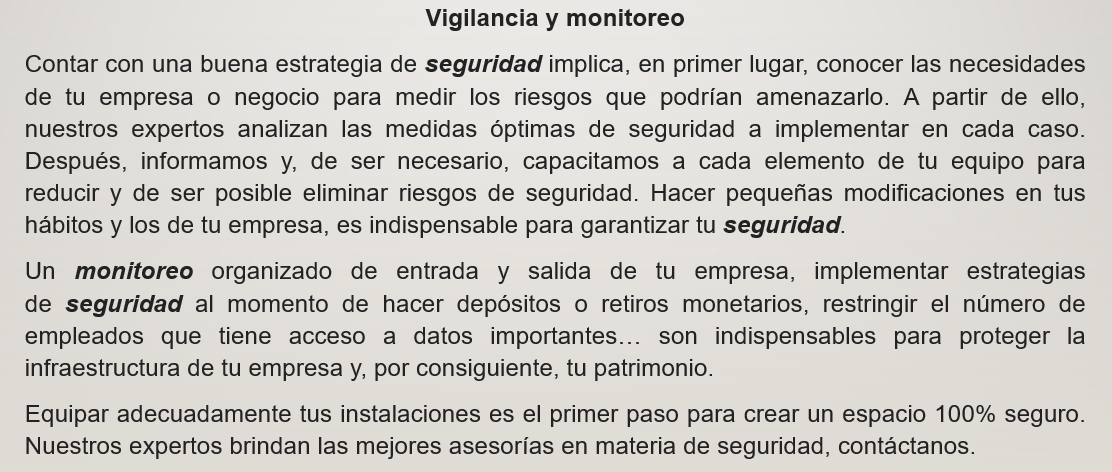 Vigilancia y monitoreo
Contar con una buena estrategia de seguridad implica, en primer lugar, conocer las necesidades
de tu empresa o negocio para medir los riesgos que podrían amenazarlo. A partir de ello,
nuestros expertos analizan las medidas óptimas de seguridad a implementar en cada caso.
Después, informamos y, de ser necesario, capacitamos a cada elemento de tu equipo para
reducir y de ser posible eliminar riesgos de seguridad. Hacer pequeñas modificaciones en tus
hábitos y los de tu empresa, es indispensable para garantizar tu seguridad.
Un monitoreo organizado de entrada y salida de tu empresa, implementar estrategias
de seguridad al momento de hacer depósitos o retiros monetarios, restringir el número de
empleados que tiene acceso a datos importantes… son indispensables para proteger la
infraestructura de tu empresa y, por consiguiente, tu patrimonio.
Equipar adecuadamente tus instalaciones es el primer paso para crear un espacio 100% seguro.
Nuestros expertos brindan las mejores asesorías en materia de seguridad, contáctanos.